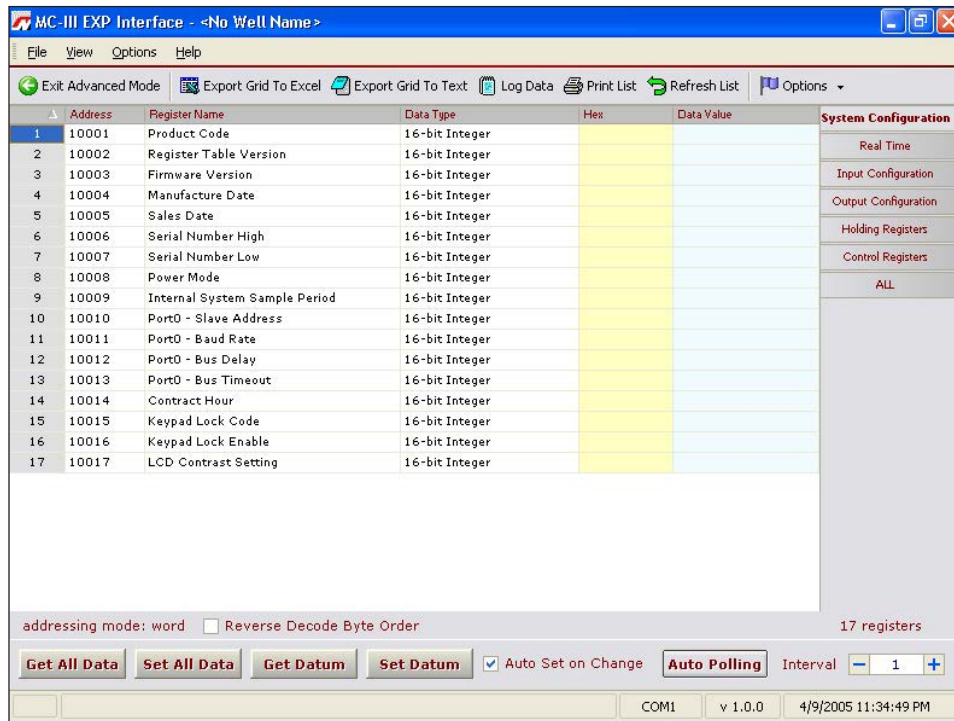 MC-III EXP Interface - <No Well Name>
File View Options Help
Exit Advanced Mode Export Grid To Excel Export Grid To Text Log Data Print List Refresh List Options
Address Register Name Data Type Hex Data Value
1 10001 Product Code 16-bit Integer
2 10002 Register Table Version 16-bit Integer
3 10003 Firmware Version 16-bit Integer
4 10004 Manufacture Date 16-bit Integer
5 10005 Sales Date 16-bit Integer
6 10006 Serial Number High 16-bit Integer
7 10007 Serial Number Low 16-bit Integer
8 10008 Power Mode 16-bit Integer
9 10009 Internal System Sample Period 16-bit Integer
10 10010 Port0 - Slave Address 16-bit Integer
11 10011 Port0 - Baud Rate 16-bit Integer
12 10012 Port0 - Bus Delay 16-bit Integer
13 10013 Port0 - Bus Timeout 16-bit Integer
14 10014 Contract Hour 16-bit Integer
15 10015 Keypad Lock Code 16-bit Integer
16 10016 Keypad Lock Enable 16-bit Integer
17 10017 LCD Contrast Setting 16-bit Integer
System Configuration
Real Time
Input Configuration
Output Configuration
Holding Registers
Control Registers
ALL
addressing mode: word Reverse Decode Byte Order 17 registers
Get All Data Set All Data Get Datum Set Datum Auto Set on Change Auto Polling Interval 1
COM1 v 1.0.0 4/9/2005 11:34:49 PM